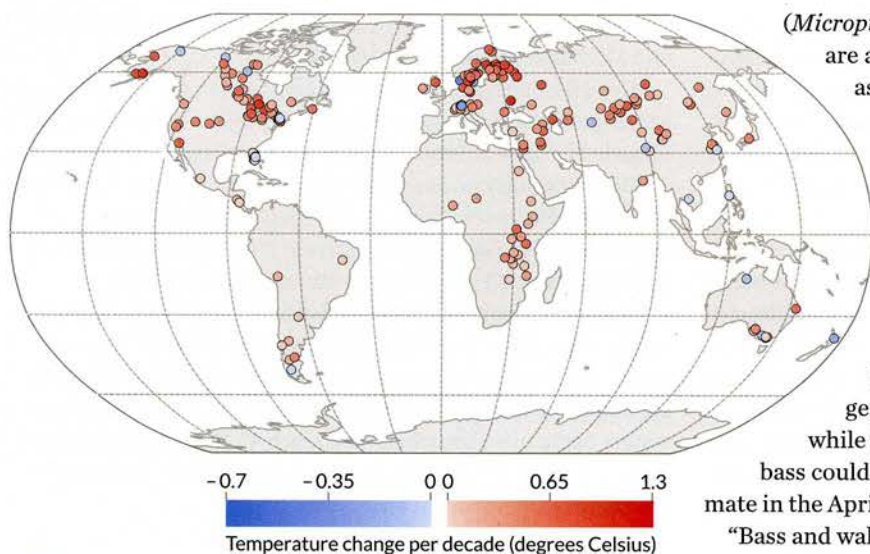 (Microp
are a
as
ge
while
bass could
mate in the Apri
“Bass and wal
−0.7 −0.35 0 0 0.65 1.3
Temperature change per decade (degrees Celsius)